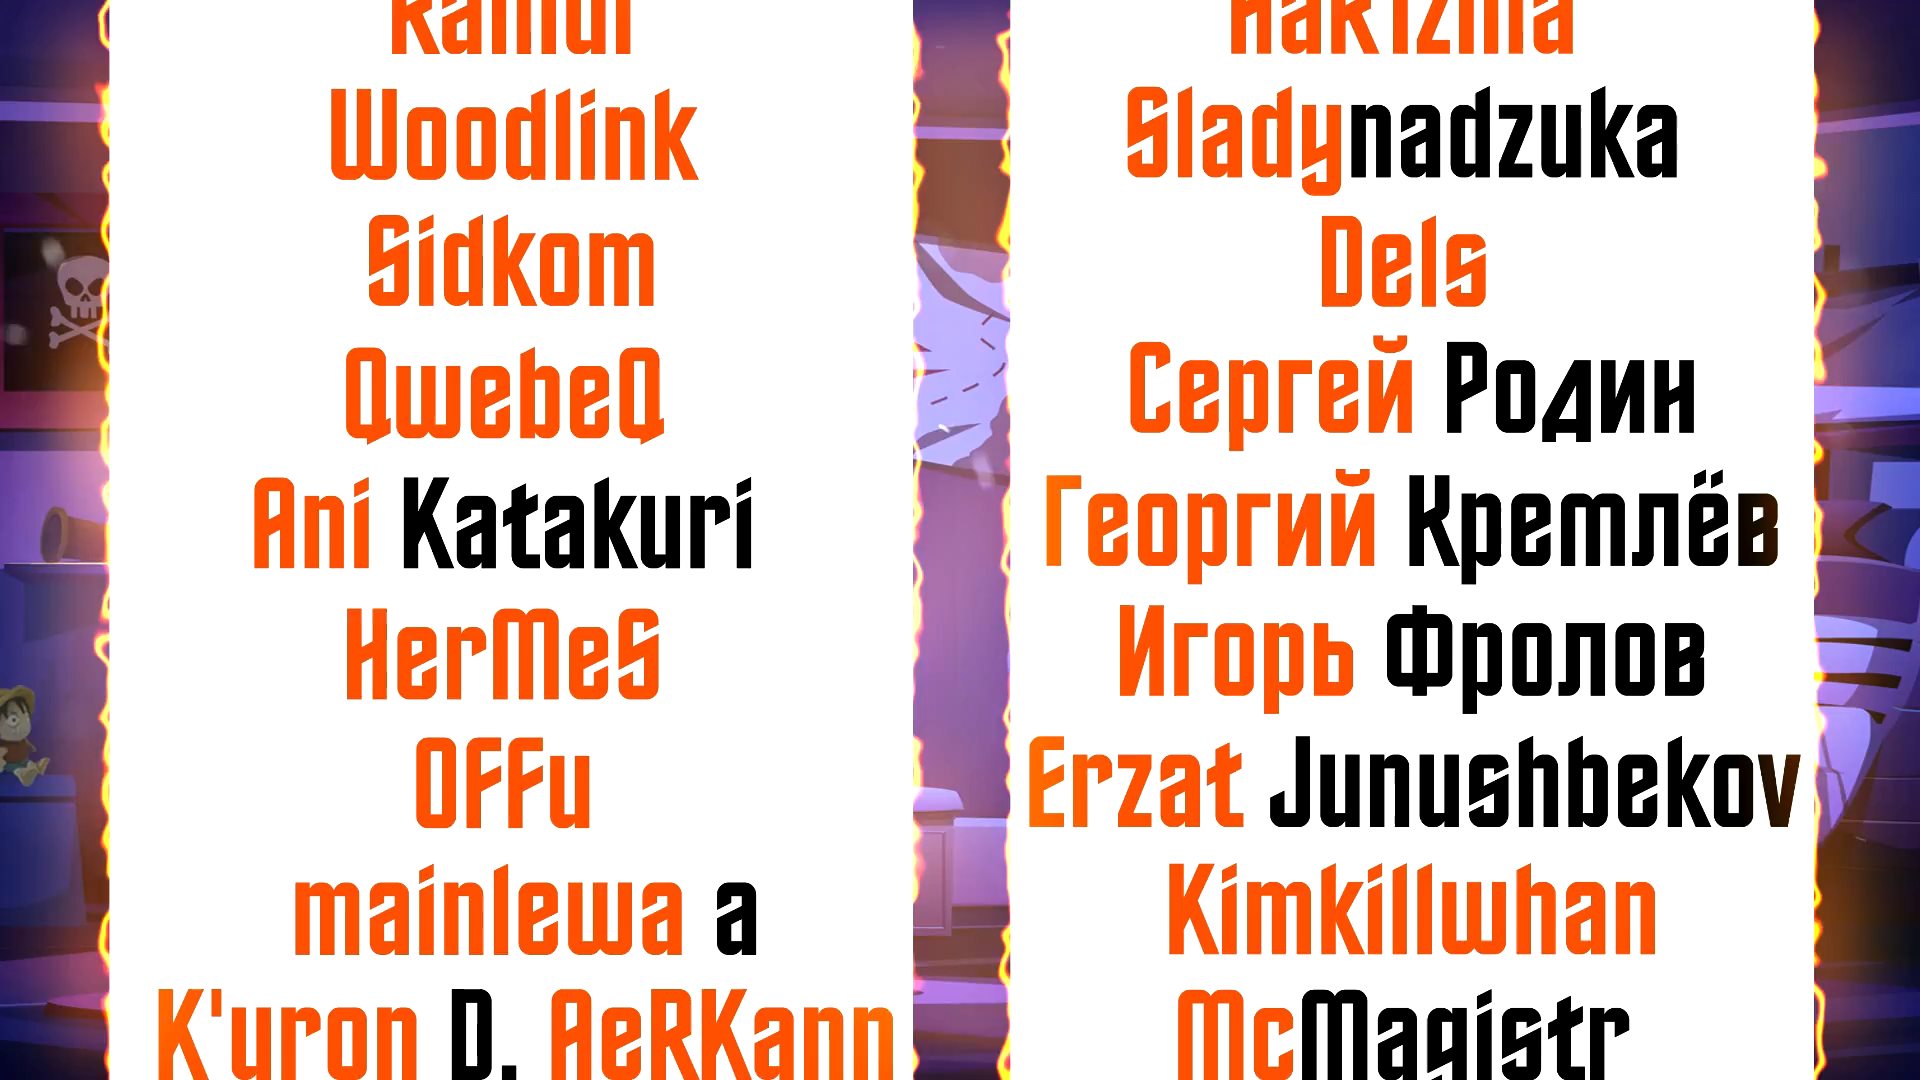 Woodlink
Sidkom
QwebeQ
Ani Katakuri
HerMeS
OFFu
mainlewa a
K'uron D. AeRKann
Sladynadzuka
Dels
Сергей Родин
Георгий Кремлёв
Игорь Фролов
Erzat Junushbekov
Kimkillwhan
McMagistr